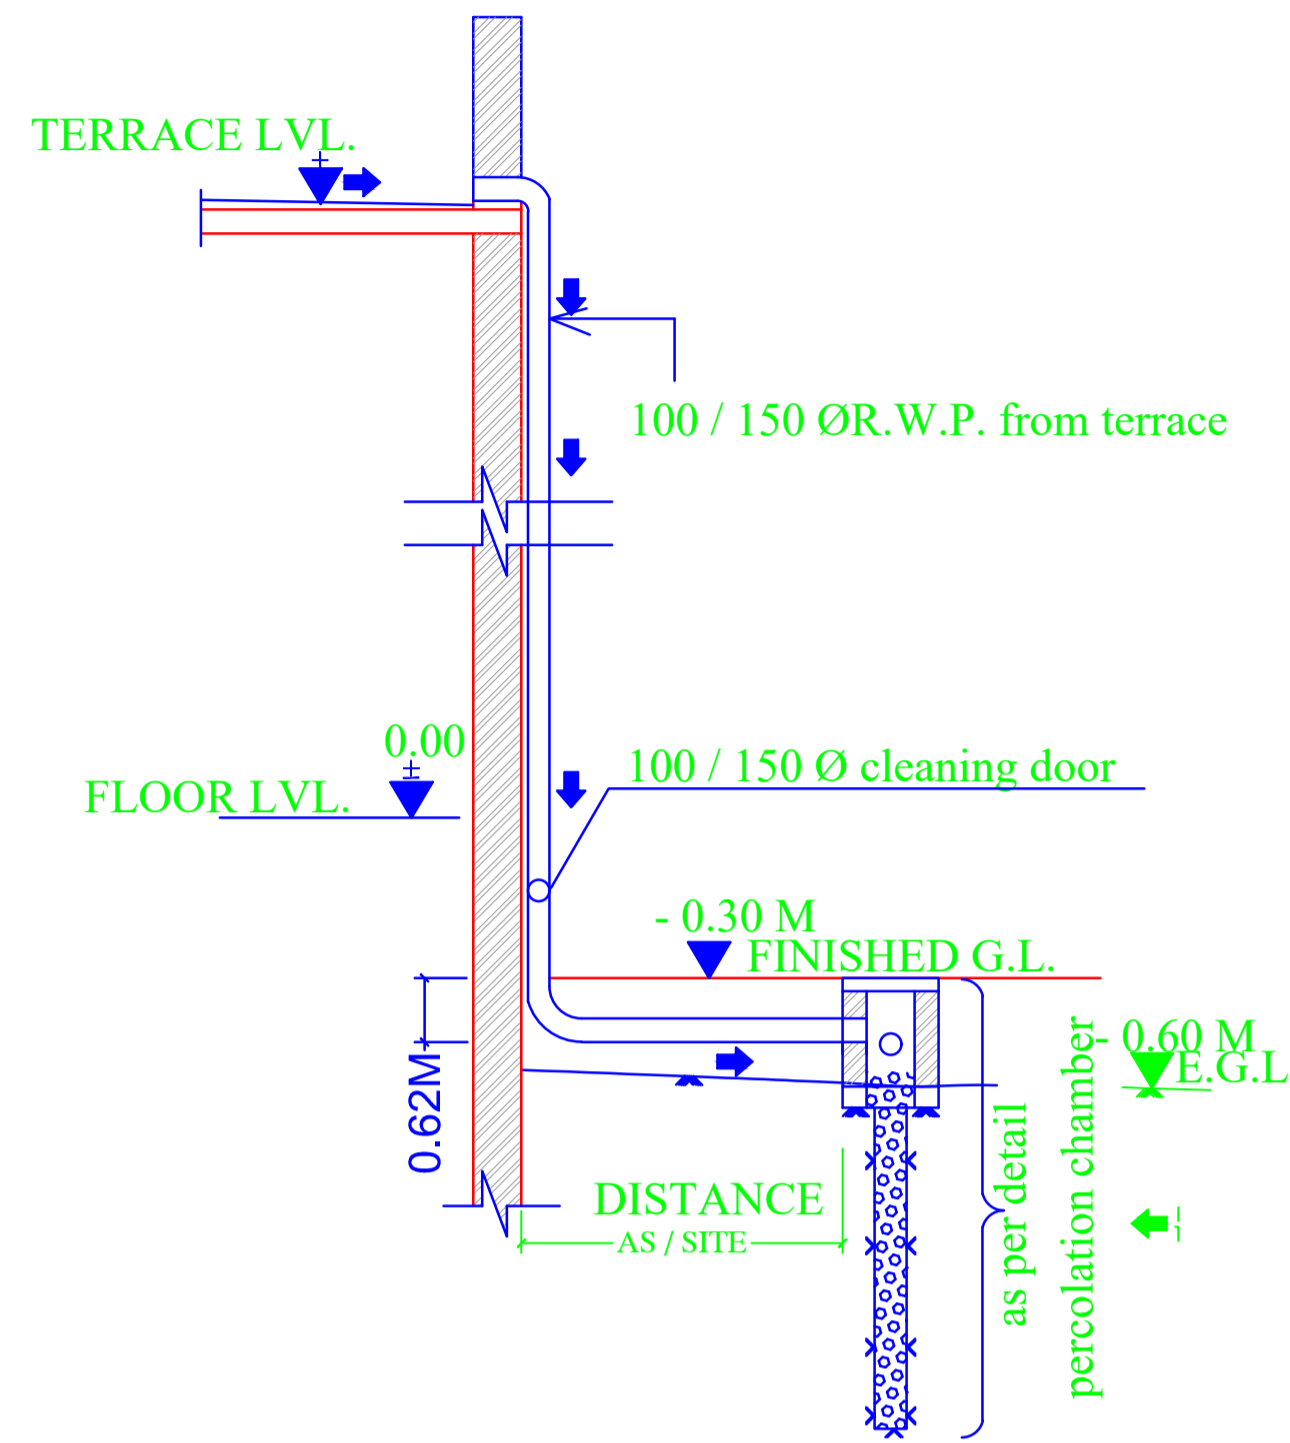 TERRACE LVL.
100 / 150 ØR.W.P. from terrace
0.00
FLOOR LVL.
100 / 150 Ø cleaning door
- 0.30 M
FINISHED G.L.
- 0.60 M
E.G.L
0.62M
DISTANCE
AS / SITE
as per detail
percolation chamber